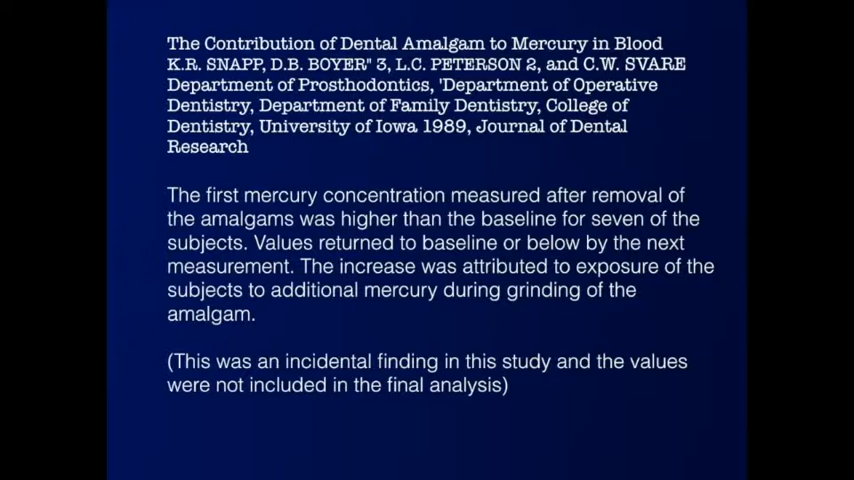 The Contribution of Dental Amalgam to Mercury in Blood
K.R. SNAPP, D.B. BOYER" 3, L.C. PETERSON 2, and C.W. SVARE
Department of Prosthodontics, 'Department of Operative
Dentistry, Department of Family Dentistry, College of
Dentistry, University of Iowa 1989, Journal of Dental
Research
The first mercury concentration measured after removal of
the amalgams was higher than the baseline for seven of the
subjects. Values returned to baseline or below by the next
measurement. The increase was attributed to exposure of the
subjects to additional mercury during grinding of the
amalgam.
(This was an incidental finding in this study and the values
were not included in the final analysis)